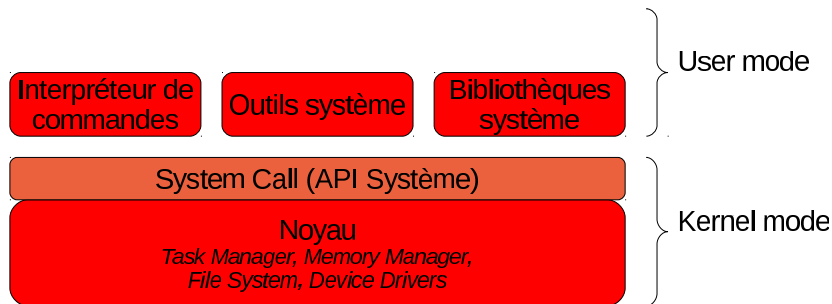 Interpréteur de
commandes
Outils système
Bibliothèques
système
User mode
System Call (API Système)
Noyau
Task Manager, Memory Manager,
File System, Device Drivers
Kernel mode